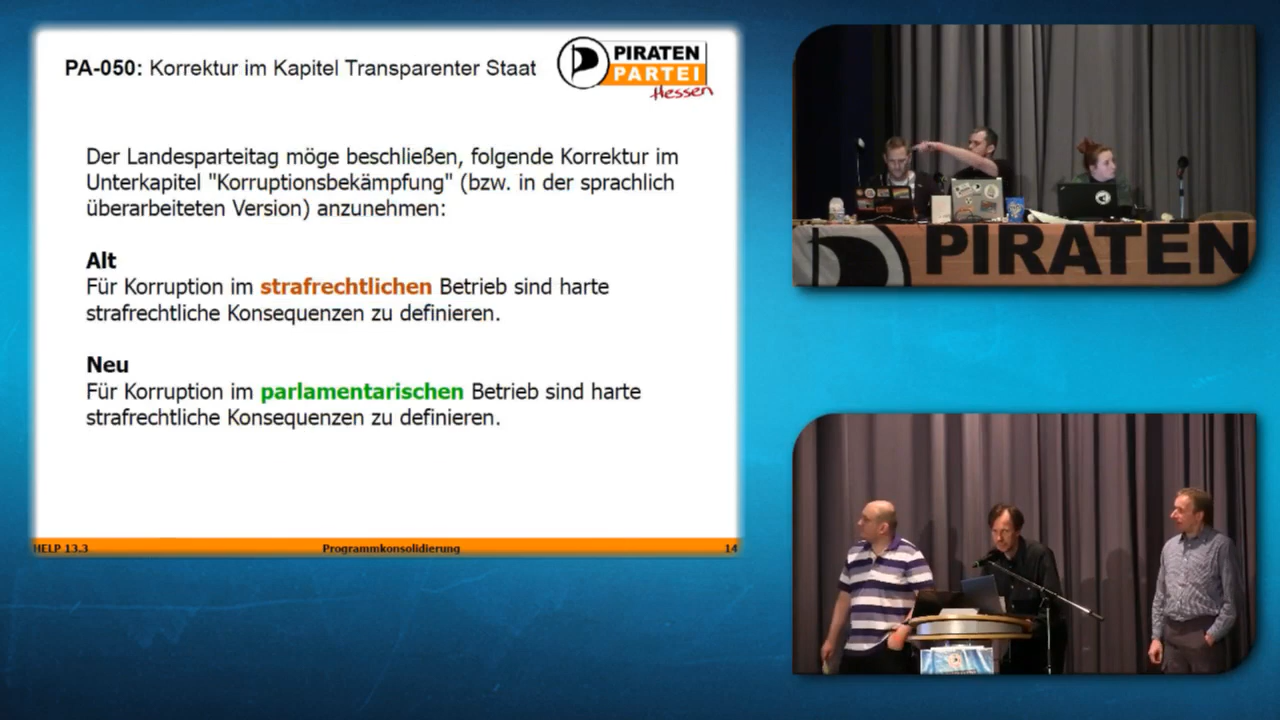 PA-050: Korrektur im Kapitel Transparenter Staat
PIRATEN
PARTEI
Hessen
Der Landesparteitag möge beschließen, folgende Korrektur im
Unterkapitel "Korruptionsbekämpfung" (bzw. in der sprachlich
überarbeiteten Version) anzunehmen:
Alt
Für Korruption im strafrechtlichen Betrieb sind harte
strafrechtliche Konsequenzen zu definieren.
Neu
Für Korruption im parlamentarischen Betrieb sind harte
strafrechtliche Konsequenzen zu definieren.
HELP 13.3
Programmkonsolidierung
14
PIRATEN